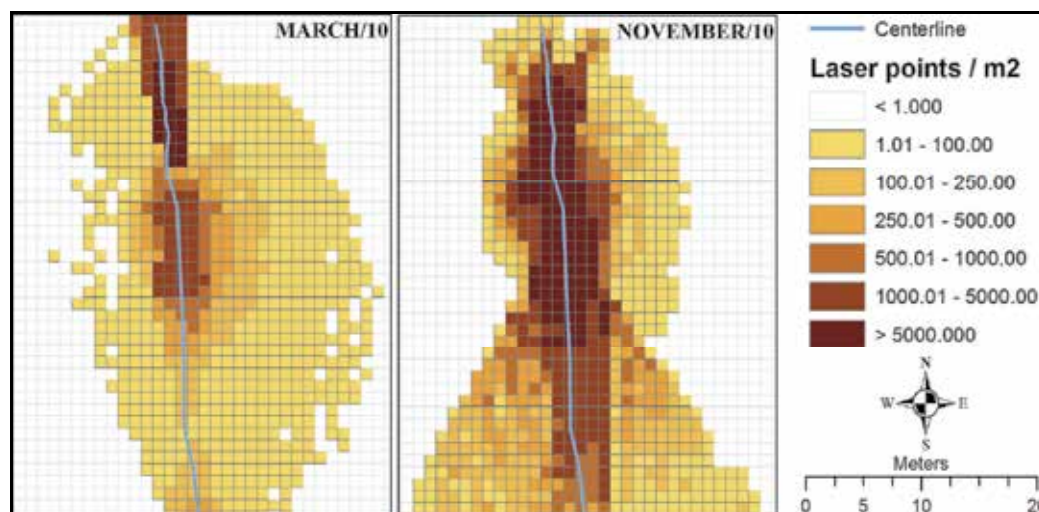 MARCH/10
NOVEMBER/10
Centerline
Laser points / m2
< 1.000
1.01 - 100.00
100.01 - 250.00
250.01 - 500.00
500.01 - 1000.00
1000.01 - 5000.00
> 5000.000
N
W E
S
Meters
0 5 10 20